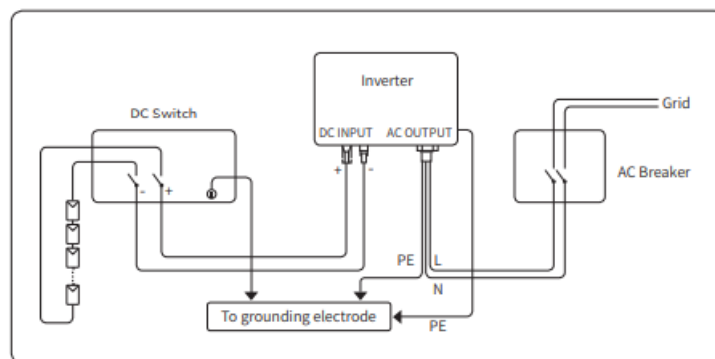 Inverter
DC Switch
DC INPUT
AC OUTPUT
Grid
AC Breaker
- +
+ -
PE L
N
To grounding electrode
PE